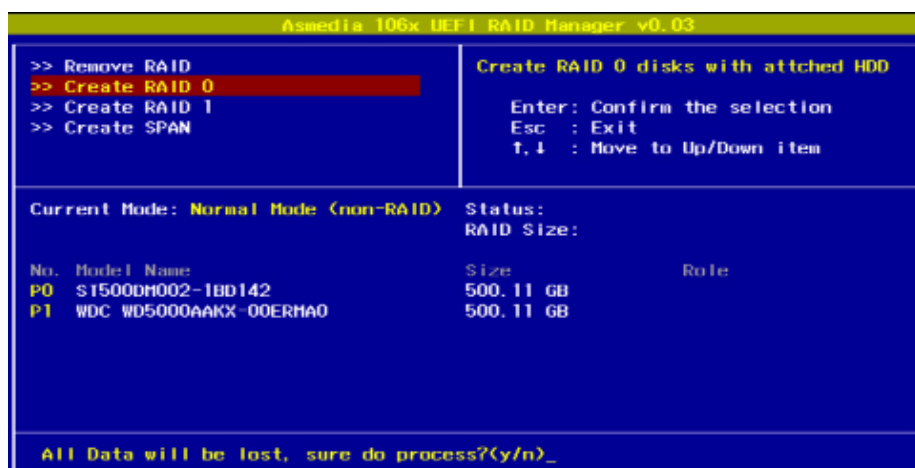 Asmedia 106x UEFI RAID Manager v0.03
>> Remove RAID
>> Create RAID 0
>> Create RAID 1
>> Create SPAN
Create RAID 0 disks with attched HDD
Enter: Confirm the selection
Esc : Exit
↑,↓ : Move to Up/Down item
Current Mode: Normal Mode (non-RAID)
Status:
RAID Size:
No. Model Name Size Role
P0 ST500DM002-1BD142 500.11 GB
P1 WDC WD5000AAKX-00ERMA0 500.11 GB
All Data will be lost, sure do process?(y/n)_